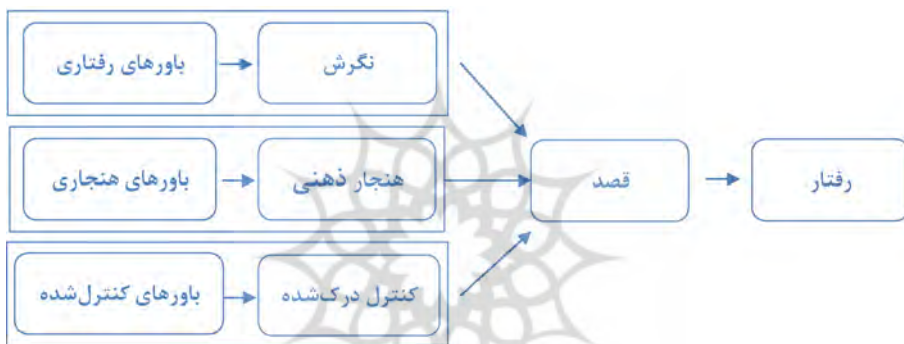 باورهای رفتاری
نگرش
باورهای هنجاری
هنجار ذهنی
قصد
رفتار
باورهای کنترل‌شده
کنترل درک‌شده